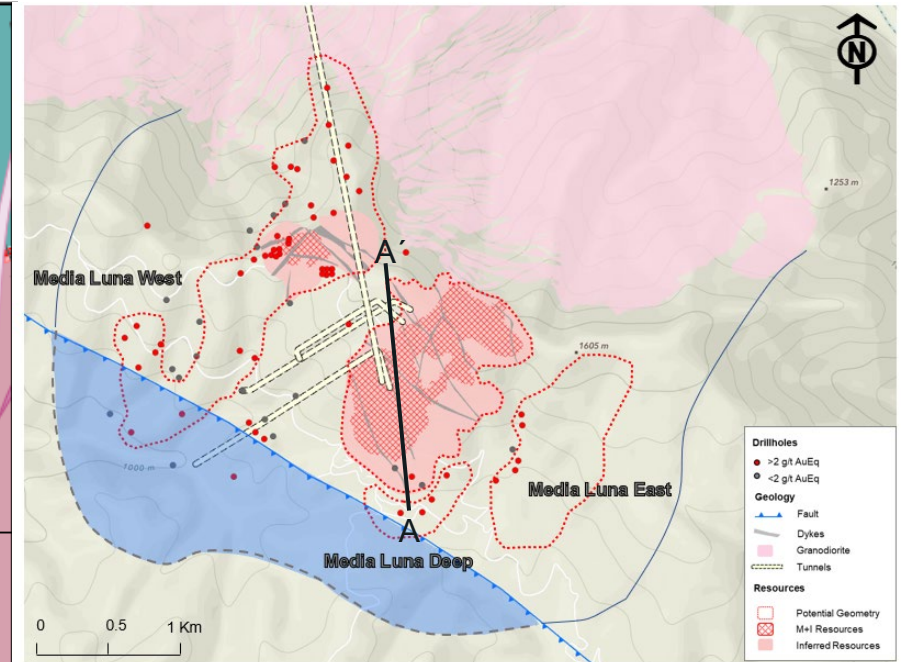 N
1253 m
A´
Media Luna West
1605 m
1000 m
Media Luna East
A
Media Luna Deep
0 0.5 1 Km
Drillholes
>2 g/t AuEq
<2 g/t AuEq
Geology
Fault
Dykes
Granodiorite
Tunnels
Resources
Potential Geometry
M+I Resources
Inferred Resources